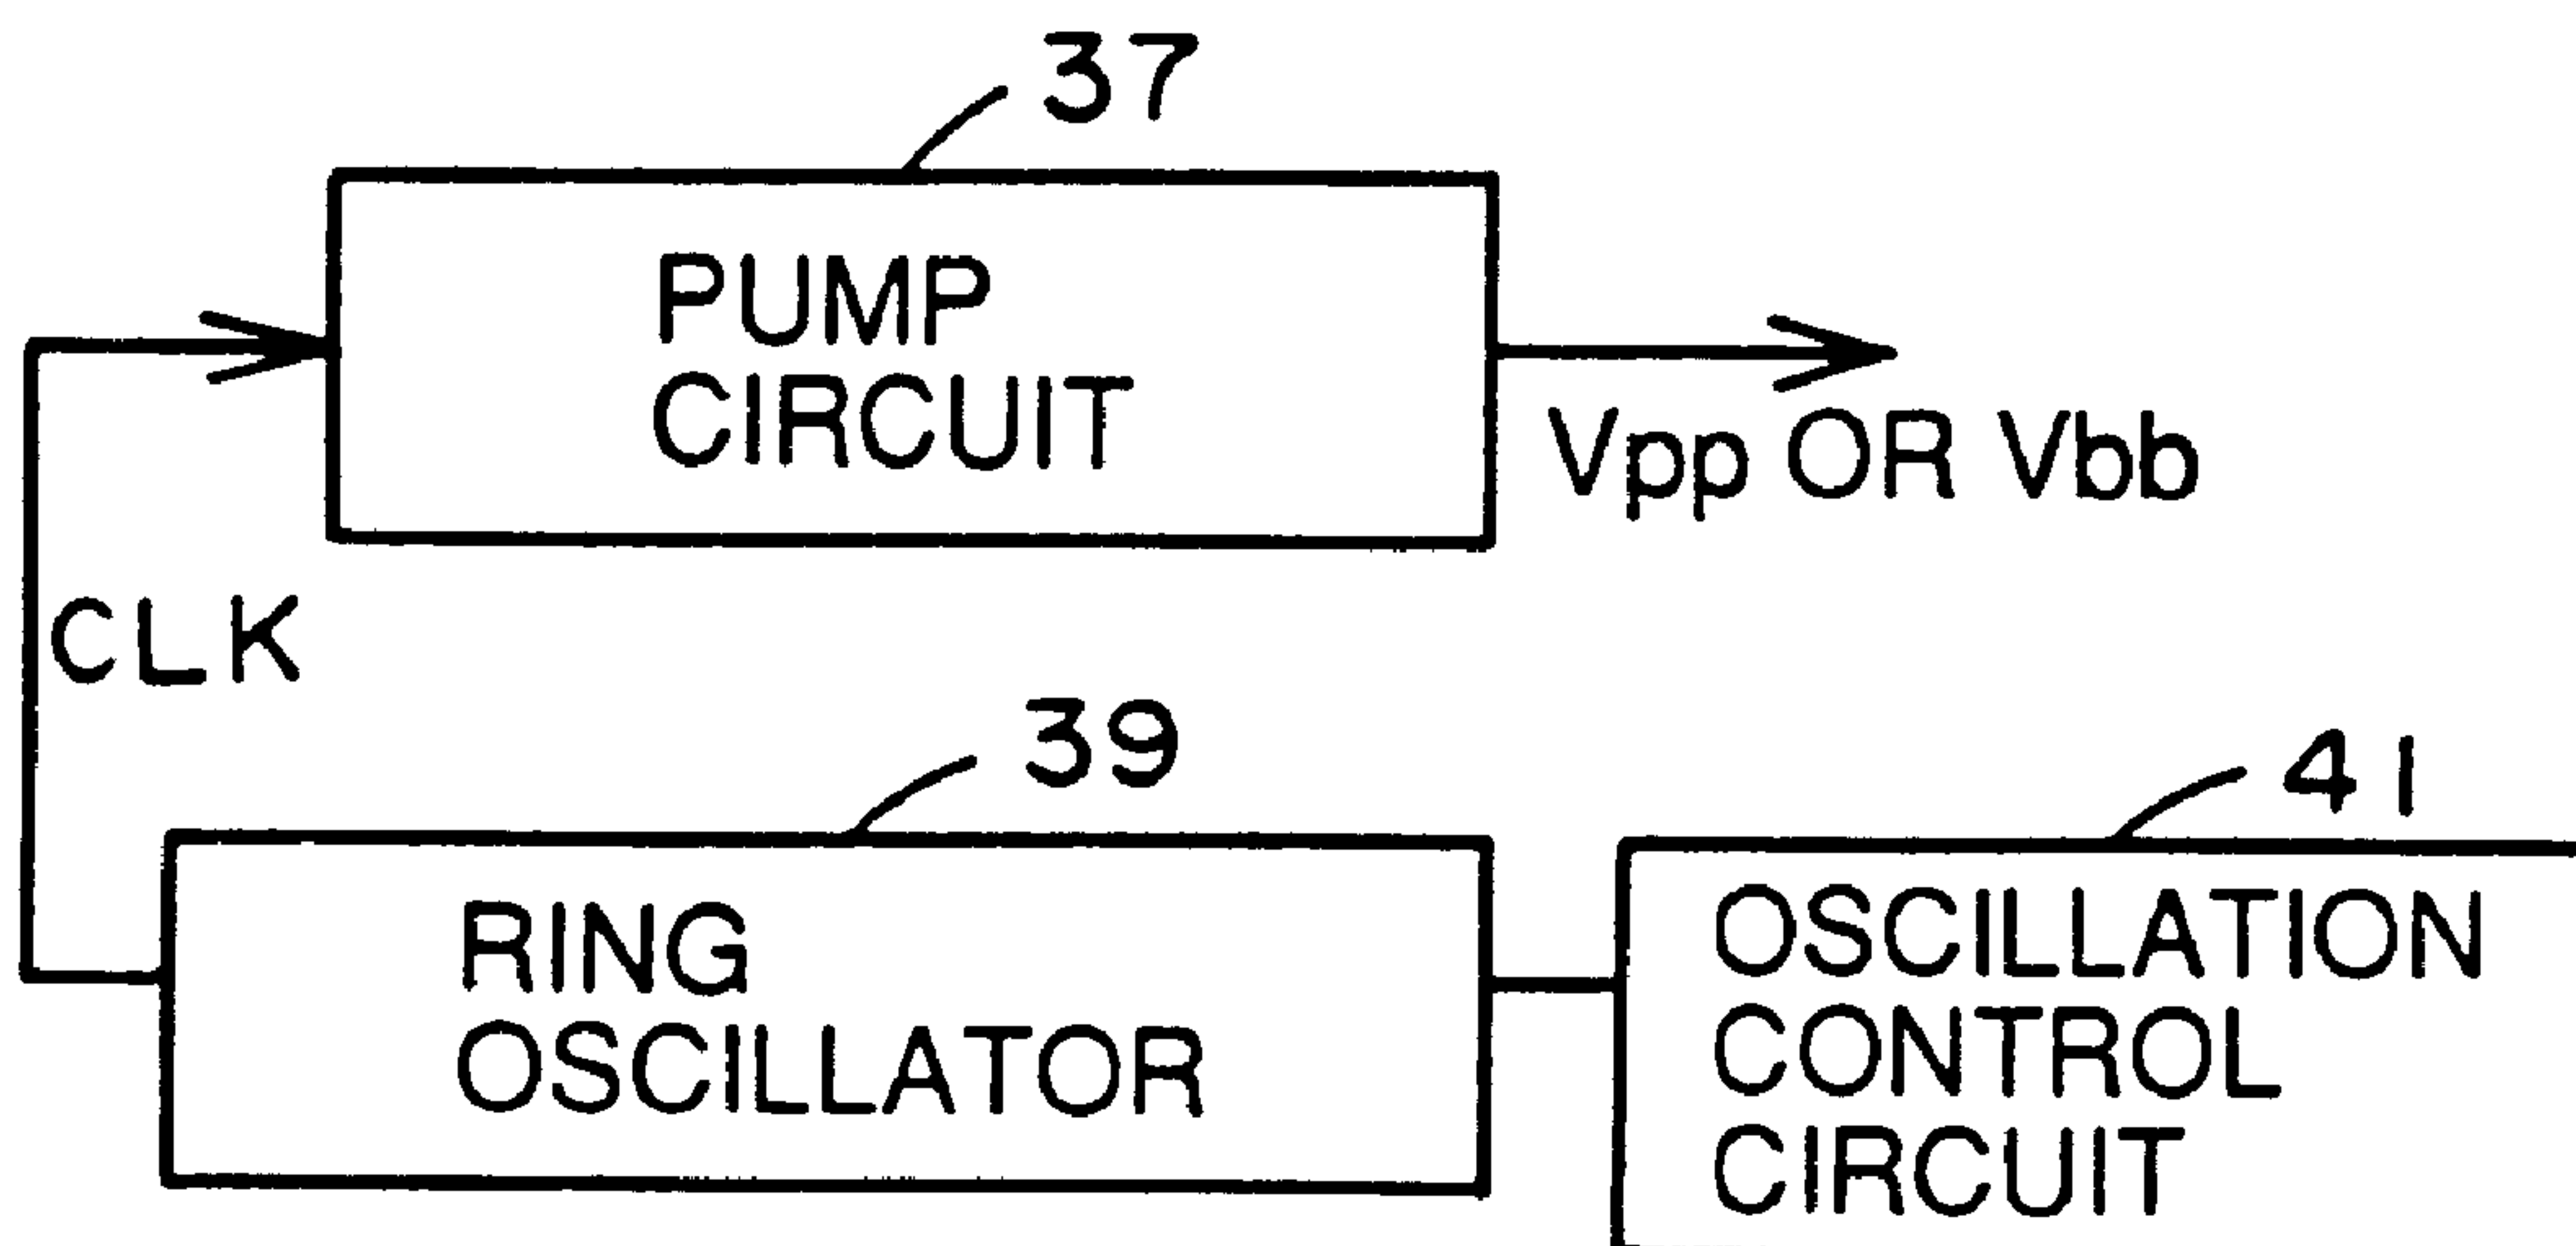 37
PUMP
CIRCUIT
Vpp OR Vbb
CLK
39
41
RING
OSCILLATOR
OSCILLATION
CONTROL
CIRCUIT